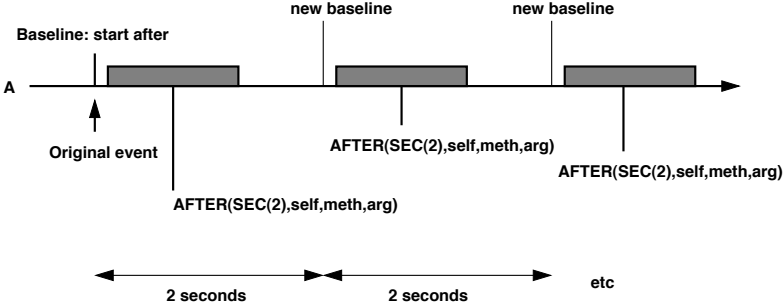 new baseline
new baseline
Baseline: start after
A
Original event
AFTER(SEC(2),self,meth,arg)
AFTER(SEC(2),self,meth,arg)
AFTER(SEC(2),self,meth,arg)
2 seconds
2 seconds
etc